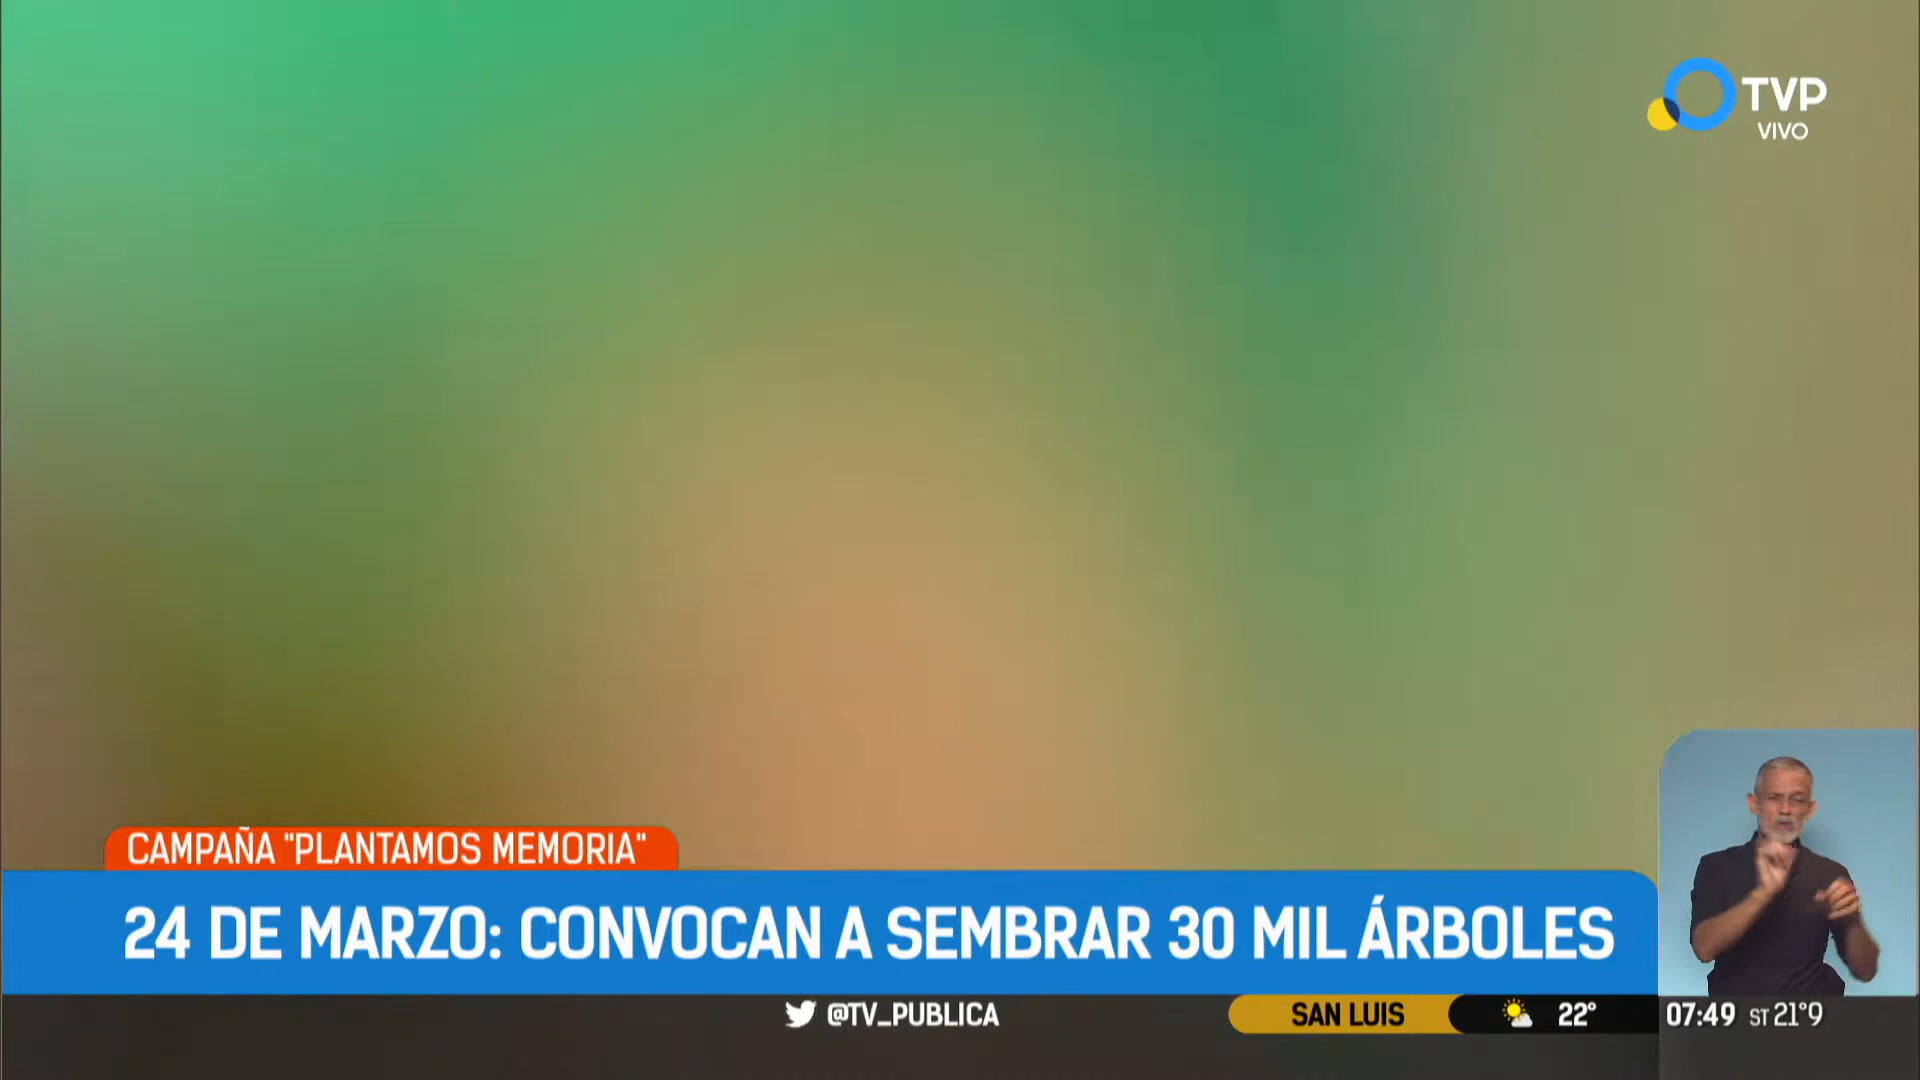 TVP
VIVO
CAMPAÑA "PLANTAMOS MEMORIA"
24 DE MARZO: CONVOCAN A SEMBRAR 30 MIL ÁRBOLES
@TV_PUBLICA
SAN LUIS 22° 07:49 ST 21°9